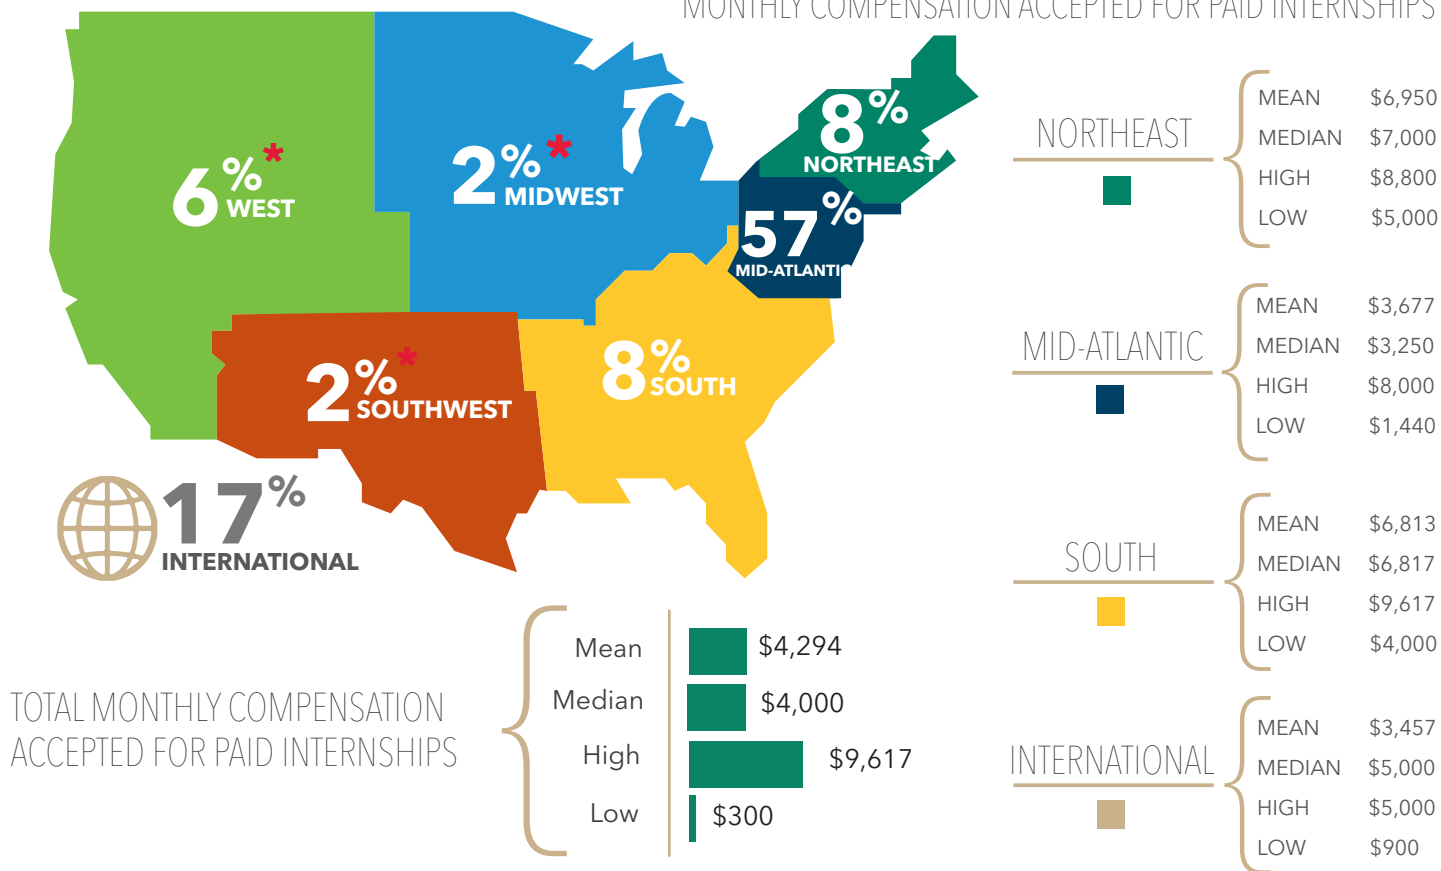 MONTHLY COMPENSATION ACCEPTED FOR PAID INTERNSHIPS
6%* WEST
2%* MIDWEST
8% NORTHEAST
57% MID-ATLANTIC
2%* SOUTHWEST
8% SOUTH
17% INTERNATIONAL
TOTAL MONTHLY COMPENSATION
ACCEPTED FOR PAID INTERNSHIPS
Mean $4,294
Median $4,000
High $9,617
Low $300
NORTHEAST
MEAN $6,950
MEDIAN $7,000
HIGH $8,800
LOW $5,000
MID-ATLANTIC
MEAN $3,677
MEDIAN $3,250
HIGH $8,000
LOW $1,440
SOUTH
MEAN $6,813
MEDIAN $6,817
HIGH $9,617
LOW $4,000
INTERNATIONAL
MEAN $3,457
MEDIAN $5,000
HIGH $5,000
LOW $900